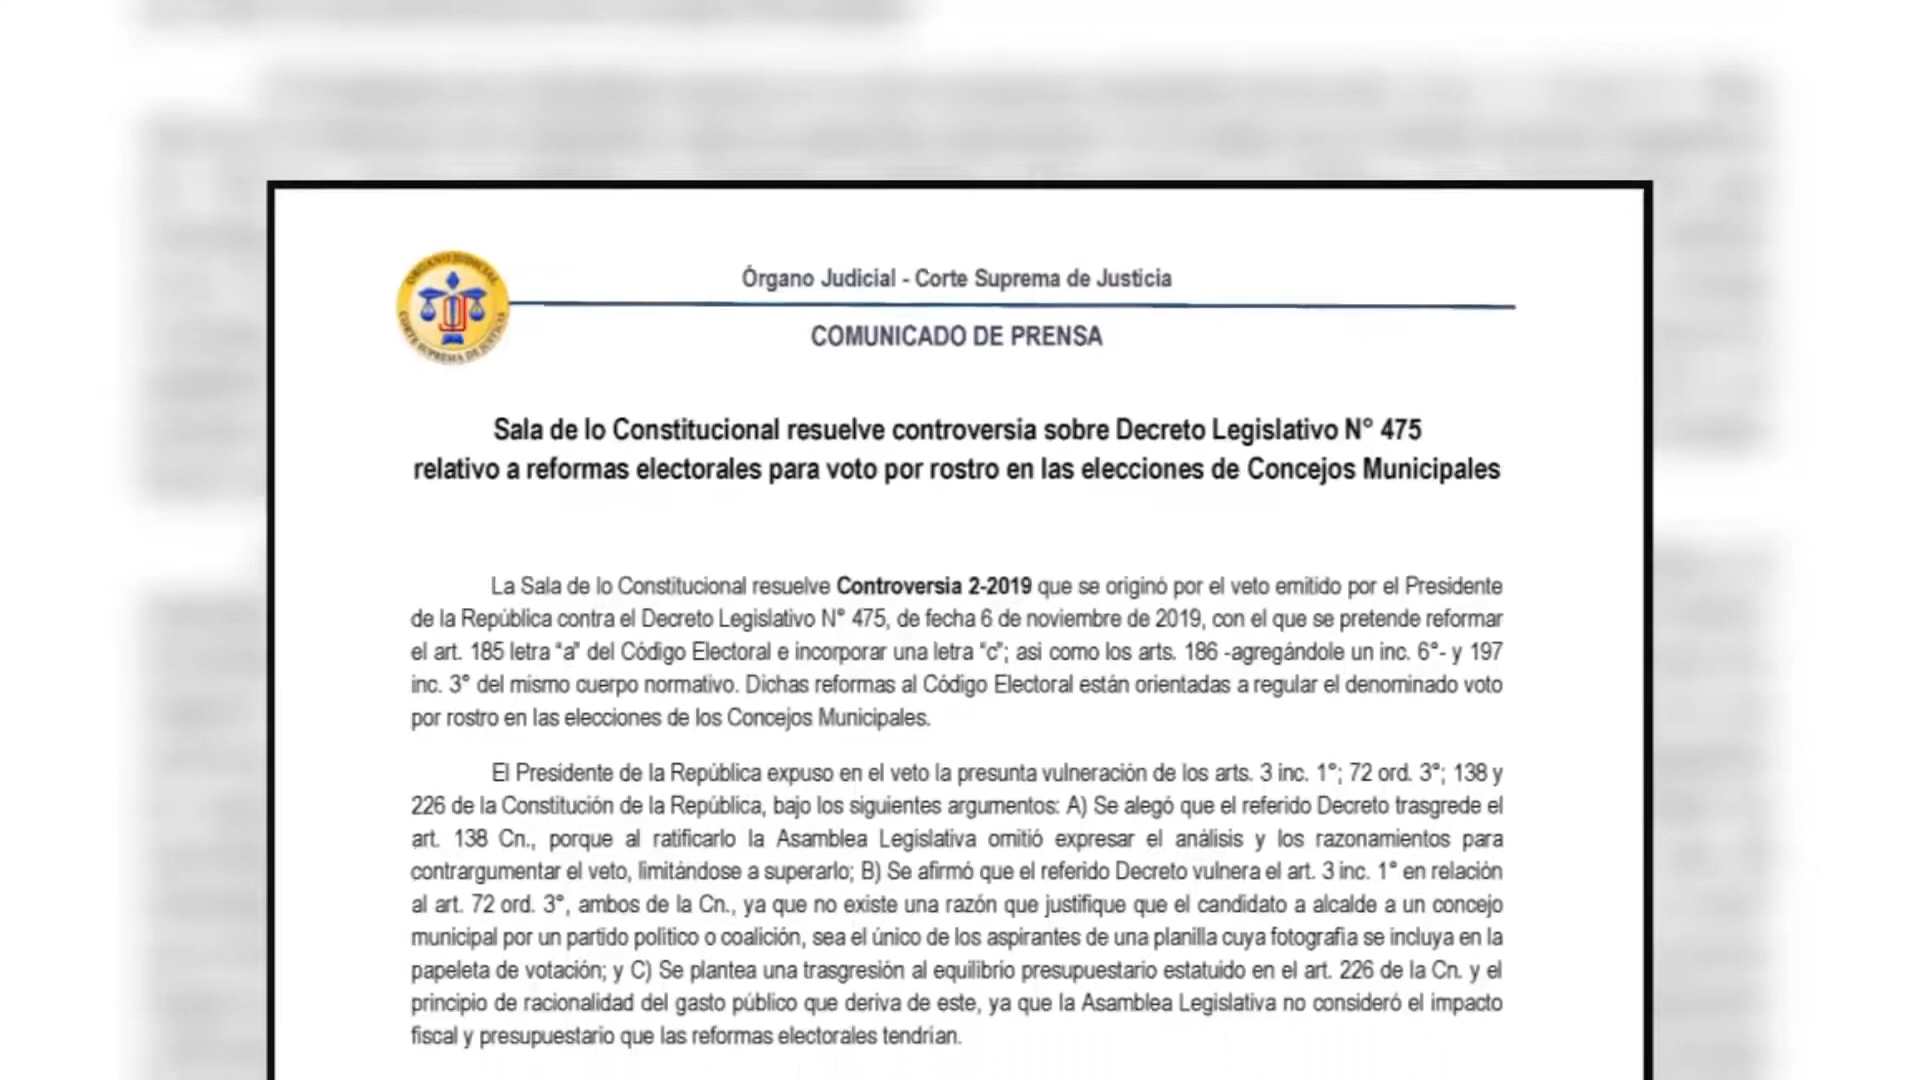 ÓRGANO JUDICIAL
CORTE SUPREMA DE JUSTICIA
Órgano Judicial - Corte Suprema de Justicia
COMUNICADO DE PRENSA
Sala de lo Constitucional resuelve controversia sobre Decreto Legislativo N° 475
relativo a reformas electorales para voto por rostro en las elecciones de Concejos Municipales
La Sala de lo Constitucional resuelve Controversia 2-2019 que se originó por el veto emitido por el Presidente
de la República contra el Decreto Legislativo N° 475, de fecha 6 de noviembre de 2019, con el que se pretende reformar
el art. 185 letra "a" del Código Electoral e incorporar una letra "c"; asi como los arts. 186 -agregándole un inc. 6°- y 197
inc. 3° del mismo cuerpo normativo. Dichas reformas al Código Electoral están orientadas a regular el denominado voto
por rostro en las elecciones de los Concejos Municipales.
El Presidente de la República expuso en el veto la presunta vulneración de los arts. 3 inc. 1°; 72 ord. 3°; 138 y
226 de la Constitución de la República, bajo los siguientes argumentos: A) Se alegó que el referido Decreto trasgrede el
art. 138 Cn., porque al ratificarlo la Asamblea Legislativa omitió expresar el análisis y los razonamientos para
contrargumentar el veto, limitándose a superarlo; B) Se afirmó que el referido Decreto vulnera el art. 3 inc. 1° en relación
al art. 72 ord. 3°, ambos de la Cn., ya que no existe una razón que justifique que el candidato a alcalde a un concejo
municipal por un partido político o coalición, sea el único de los aspirantes de una planilla cuya fotografía se incluya en la
papeleta de votación; y C) Se plantea una trasgresión al equilibrio presupuestario estatuido en el art. 226 de la Cn. y el
principio de racionalidad del gasto público que deriva de este, ya que la Asamblea Legislativa no consideró el impacto
fiscal y presupuestario que las reformas electorales tendrían.